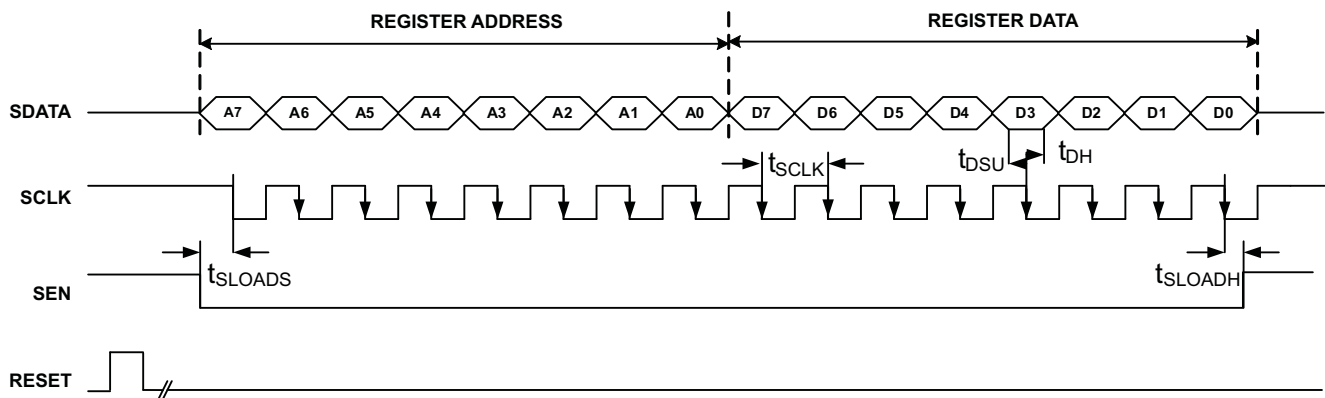 REGISTER ADDRESS REGISTER DATA
SDATA A7 A6 A5 A4 A3 A2 A1 A0 D7 D6 D5 D4 D3 D2 D1 D0
tSCLK tDSU tDH
SCLK
tSLOADS tSLOADH
SEN
RESET